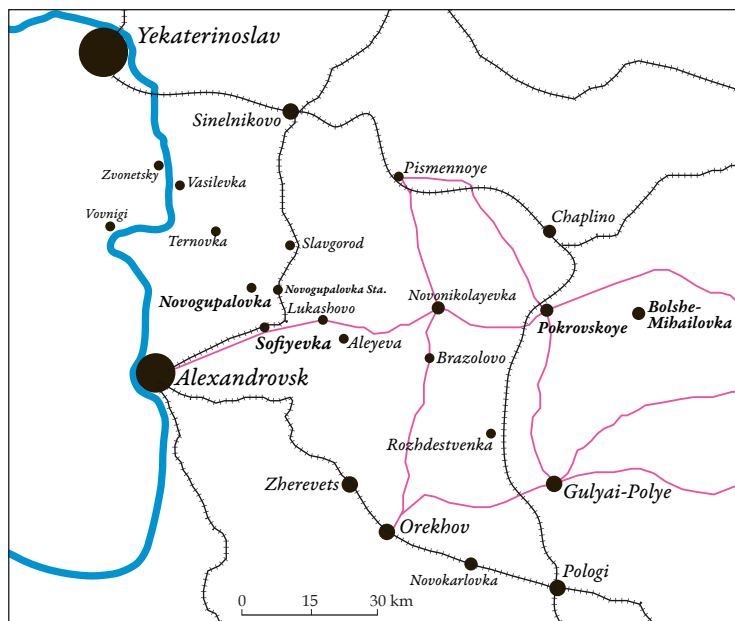 Yekaterinoslav
Sinelnikovo
Zvonetsky
Vasilevka
Pismennoye
Vovnigi
Ternovka
Slavgorod
Chaplino
Novogupalovka
Novogupalovka Sta.
Lukashovo
Novonikolayevka
Bolshe-
Mihailovka
Pokrovskoye
Sofiyevka
Aleyeva
Brazolovo
Alexandrovsk
Rozhdestvenka
Zherevets
Gulyai-Polye
Orekhov
Novokarlovka
Pologi
0 15 30 km